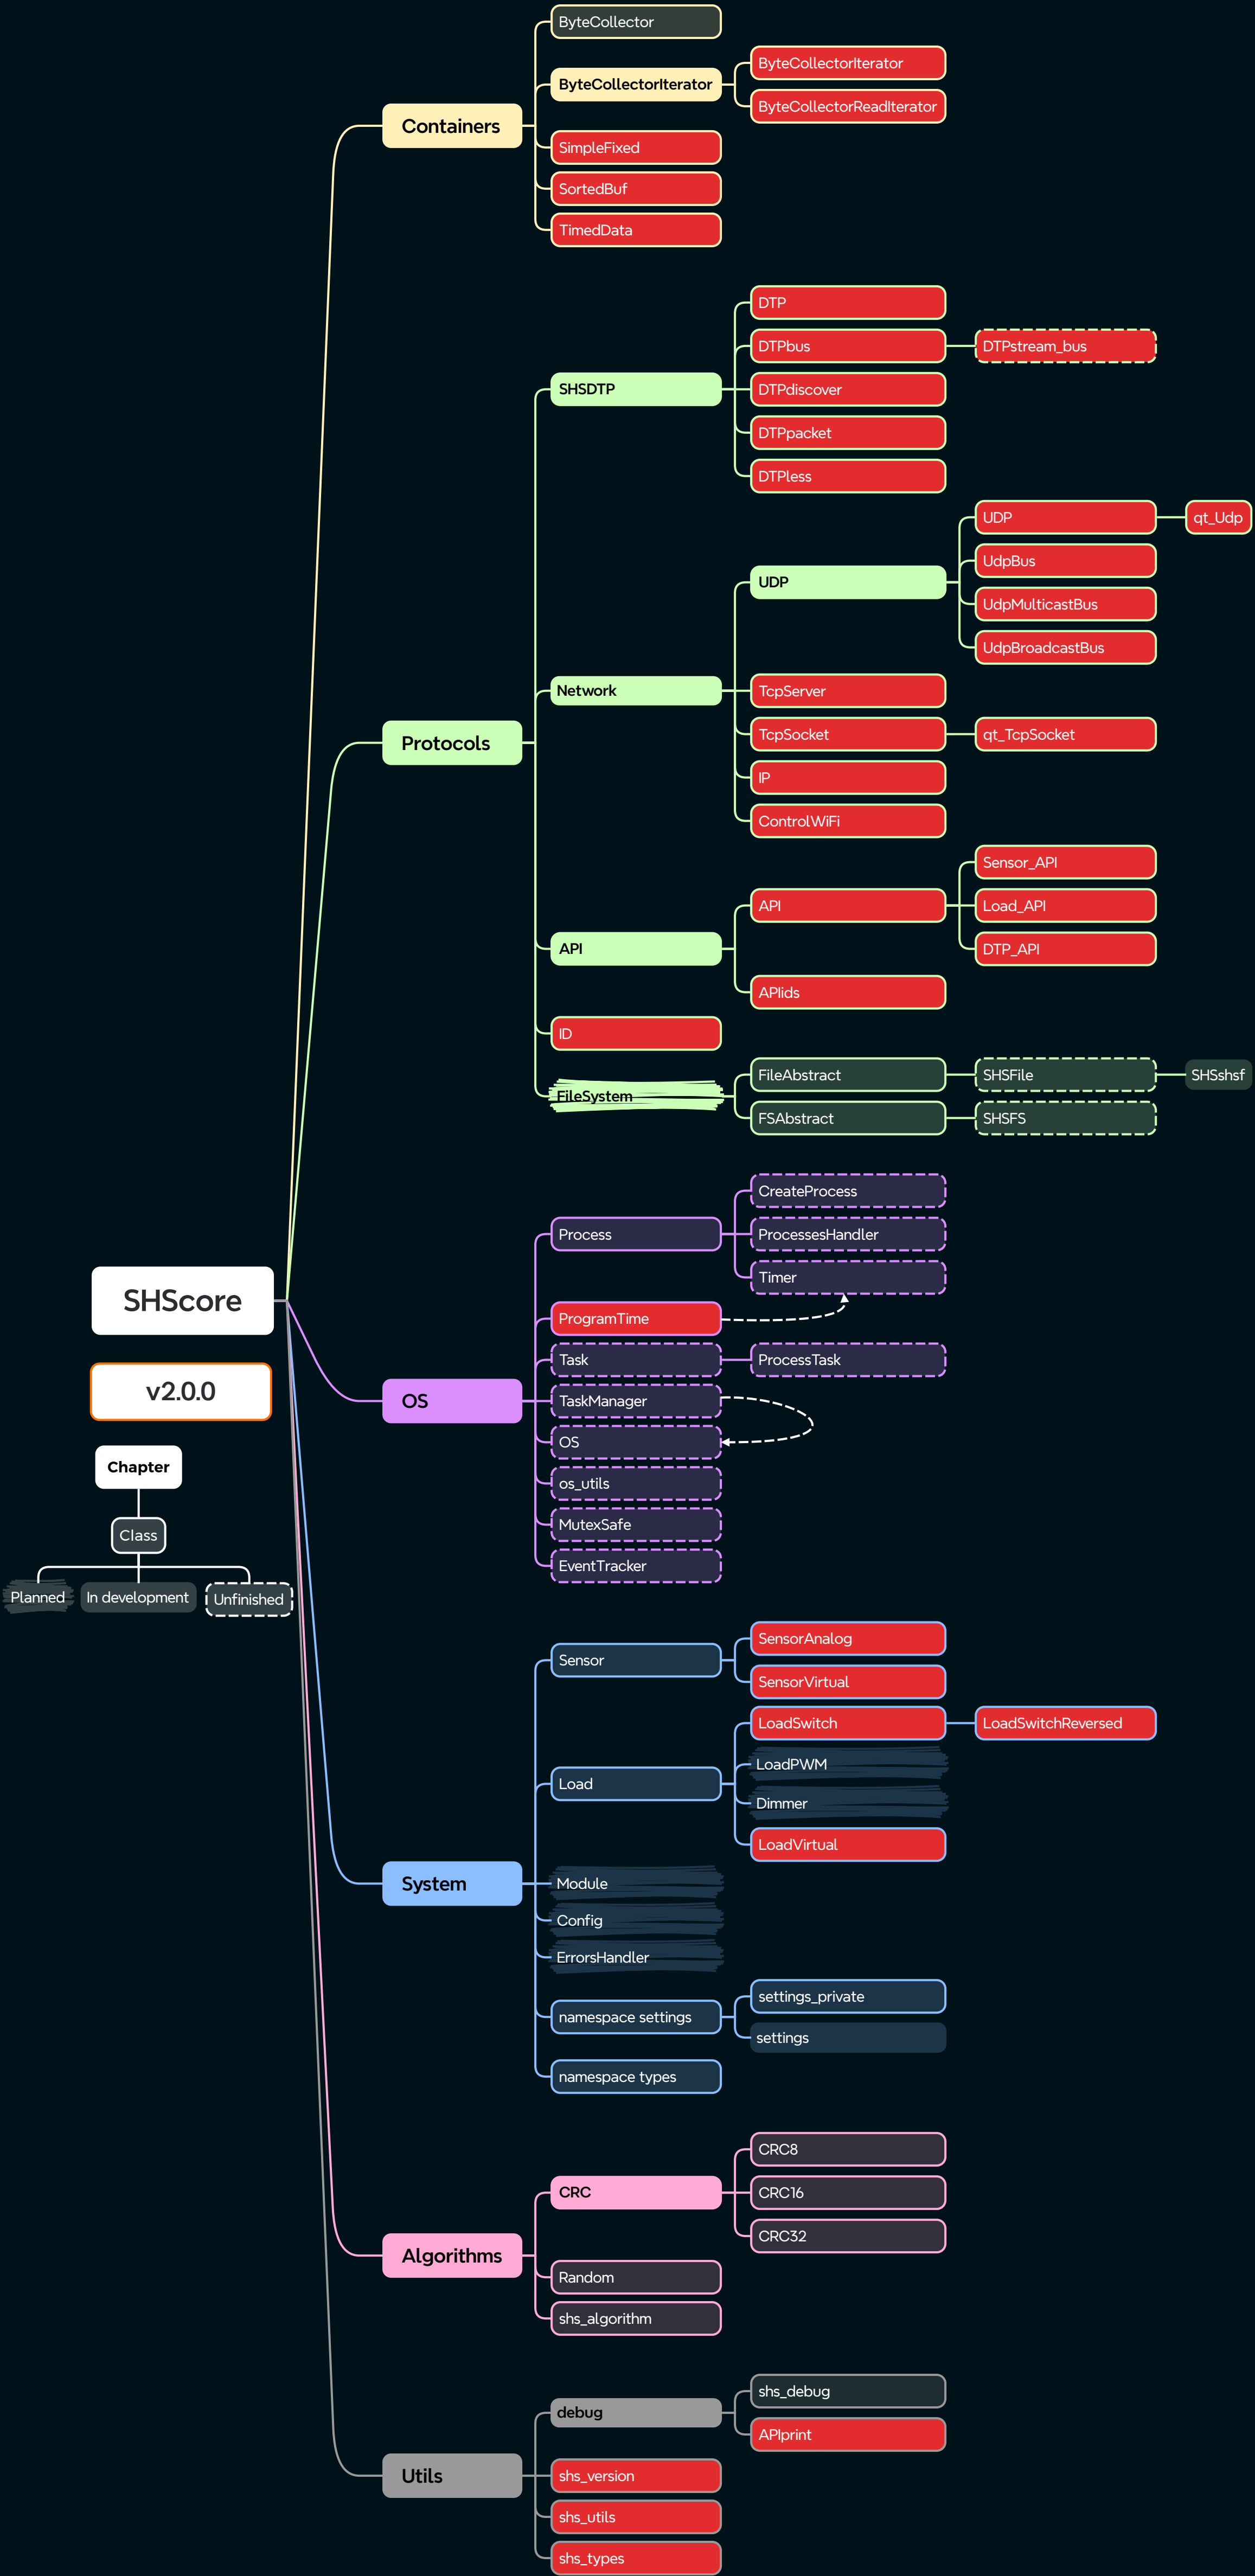 ByteCollector
ByteCollectorIterator
ByteCollectorIterator
ByteCollectorReadIterator
Containers
SimpleFixed
SortedBuf
TimedData
DTP
DTPbus
DTPstream_bus
SHSDTP
DTPdiscover
DTPpacket
DTPless
UDP
qt_Udp
UdpBus
UDP
UdpMulticastBus
UdpBroadcastBus
Network
TcpServer
TcpSocket
qt_TcpSocket
Protocols
IP
ControlWiFi
Sensor_API
API
Load_API
API
DTP_API
APIids
ID
FileSystem
FileAbstract
SHSFile
SHSshsf
FSAbstract
SHSFS
CreateProcess
Process
ProcessesHandler
Timer
SHScore
ProgramTime
Task
ProcessTask
v2.0.0
OS
TaskManager
OS
Chapter
os_utils
Class
MutexSafe
EventTracker
Planned
In development
Unfinished
Sensor
SensorAnalog
SensorVirtual
LoadSwitch
LoadSwitchReversed
Load
LoadPWM
Dimmer
LoadVirtual
System
Module
Config
ErrorsHandler
namespace settings
settings_private
settings
namespace types
CRC8
CRC
CRC16
CRC32
Algorithms
Random
shs_algorithm
debug
shs_debug
APIprint
Utils
shs_version
shs_utils
shs_types